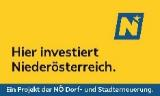 N
Hier investiert
Niederösterreich.
Ein Projekt der NÖ Dorf- und Stadterneuerung.